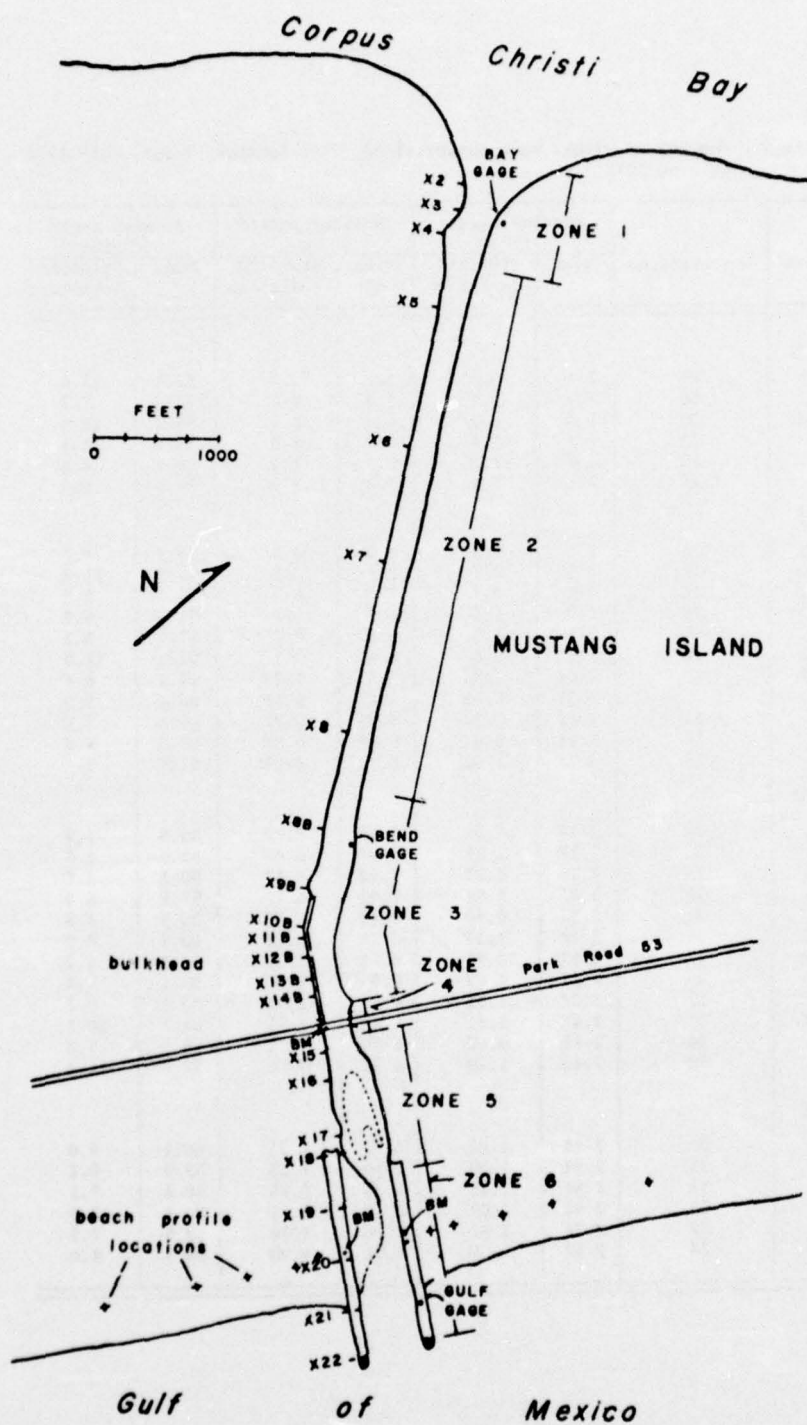 Corpus Christi Bay
BAY
GAGE
X2
X3
X4
ZONE 1
X5
FEET
0 1000
X6
X7
ZONE 2
N
MUSTANG ISLAND
X8
X8B
BEND
GAGE
X9B
ZONE 3
X10B
X11B
bulkhead
X12B
X13B
X14B
ZONE
4
Park Road 53
BM
X15
X16
ZONE 5
X17
X18
ZONE 6
X19
BM
BM
beach profile
locations
X20
GULF
GAGE
X21
X22
Gulf of Mexico